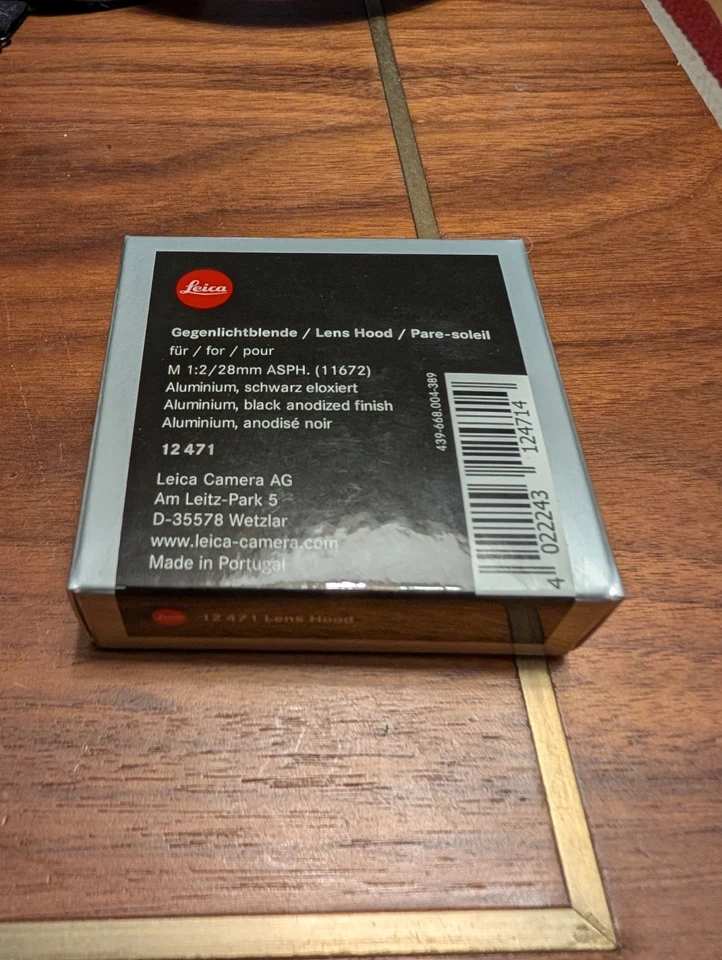 Leica
Gegenlichtblende / Lens Hood / Pare-soleil
für / for / pour
M 1:2/28mm ASPH. (11672)
Aluminium, schwarz eloxiert
Aluminium, black anodized finish
Aluminium, anodisé noir
12 471
Leica Camera AG
Am Leitz-Park 5
D-35578 Wetzlar
www.leica-camera.com
Made in Portugal
439-668.004-389
4 022243 124714
Leica 12 471 Lens Hood